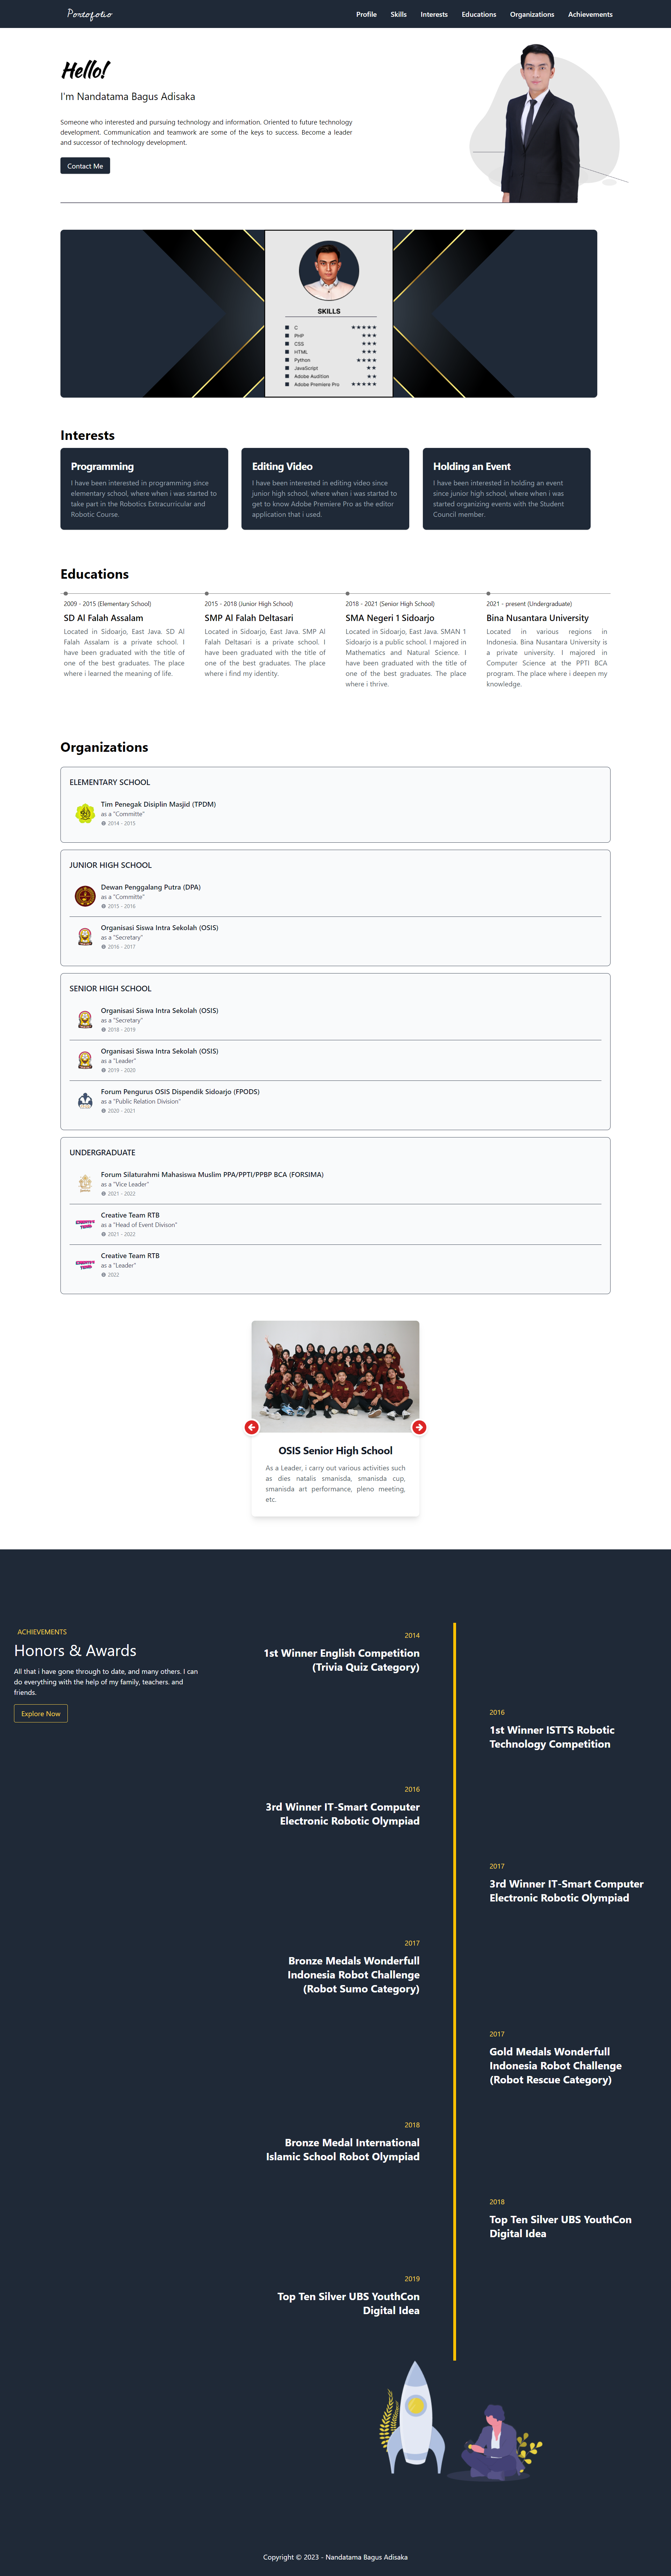 Portofolio
Profile Skills Interests Educations Organizations Achievements
Hello!
I'm Nandatama Bagus Adisaka
Someone who interested and pursuing technology and information. Oriented to future technology
development. Communication and teamwork are some of the keys to success. Become a leader
and successor of technology development.
Contact Me
SKILLS
C ★★★★★
PHP ★★★
CSS ★★★
HTML ★★★
Python ★★★★
JavaScript ★★
Adobe Audition ★★
Adobe Premiere Pro ★★★★★
Interests
Programming
I have been interested in programming since
elementary school, where when i was started to
take part in the Robotics Extracurricular and
Robotic Course.
Editing Video
I have been interested in editing video since
junior high school, where when i was started to
get to know Adobe Premiere Pro as the editor
application that i used.
Holding an Event
I have been interested in holding an event
since junior high school, where when i was
started organizing events with the Student
Council member.
Educations
2009 - 2015 (Elementary School)
SD Al Falah Assalam
Located in Sidoarjo, East Java. SD Al
Falah Assalam is a private school. I
have been graduated with the title of
one of the best graduates. The place
where i learned the meaning of life.
2015 - 2018 (Junior High School)
SMP Al Falah Deltasari
Located in Sidoarjo, East Java. SMP Al
Falah Deltasari is a private school. I
have been graduated with the title of
one of the best graduates. The place
where i find my identity.
2018 - 2021 (Senior High School)
SMA Negeri 1 Sidoarjo
Located in Sidoarjo, East Java. SMAN 1
Sidoarjo is a public school. I majored in
Mathematics and Natural Science. I
have been graduated with the title of
one of the best graduates. The place
where i thrive.
2021 - present (Undergraduate)
Bina Nusantara University
Located in various regions in
Indonesia. Bina Nusantara University is
a private university. I majored in
Computer Science at the PPTI BCA
program. The place where i deepen my
knowledge.
Organizations
ELEMENTARY SCHOOL
Tim Penegak Disiplin Masjid (TPDM)
as a "Committe"
2014 - 2015
JUNIOR HIGH SCHOOL
Dewan Penggalang Putra (DPA)
as a "Committe"
2015 - 2016
Organisasi Siswa Intra Sekolah (OSIS)
as a "Secretary"
2016 - 2017
SENIOR HIGH SCHOOL
Organisasi Siswa Intra Sekolah (OSIS)
as a "Secretary"
2018 - 2019
Organisasi Siswa Intra Sekolah (OSIS)
as a "Leader"
2019 - 2020
Forum Pengurus OSIS Dispendik Sidoarjo (FPODS)
as a "Public Relation Division"
2020 - 2021
UNDERGRADUATE
Forum Silaturahmi Mahasiswa Muslim PPA/PPTI/PPBP BCA (FORSIMA)
as a "Vice Leader"
2021 - 2022
Creative Team RTB
as a "Head of Event Divison"
2021 - 2022
Creative Team RTB
as a "Leader"
2022
OSIS Senior High School
As a Leader, i carry out various activities such
as dies natalis smanisda, smanisda cup,
smanisda art performance, pleno meeting,
etc.
ACHIEVEMENTS
Honors & Awards
All that i have gone through to date, and many others. I can
do everything with the help of my family, teachers. and
friends.
Explore Now
2014
1st Winner English Competition
(Trivia Quiz Category)
2016
1st Winner ISTTS Robotic
Technology Competition
2016
3rd Winner IT-Smart Computer
Electronic Robotic Olympiad
2017
3rd Winner IT-Smart Computer
Electronic Robotic Olympiad
2017
Bronze Medals Wonderfull
Indonesia Robot Challenge
(Robot Sumo Category)
2017
Gold Medals Wonderfull
Indonesia Robot Challenge
(Robot Rescue Category)
2018
Bronze Medal International
Islamic School Robot Olympiad
2018
Top Ten Silver UBS YouthCon
Digital Idea
2019
Top Ten Silver UBS YouthCon
Digital Idea
Copyright © 2023 - Nandatama Bagus Adisaka